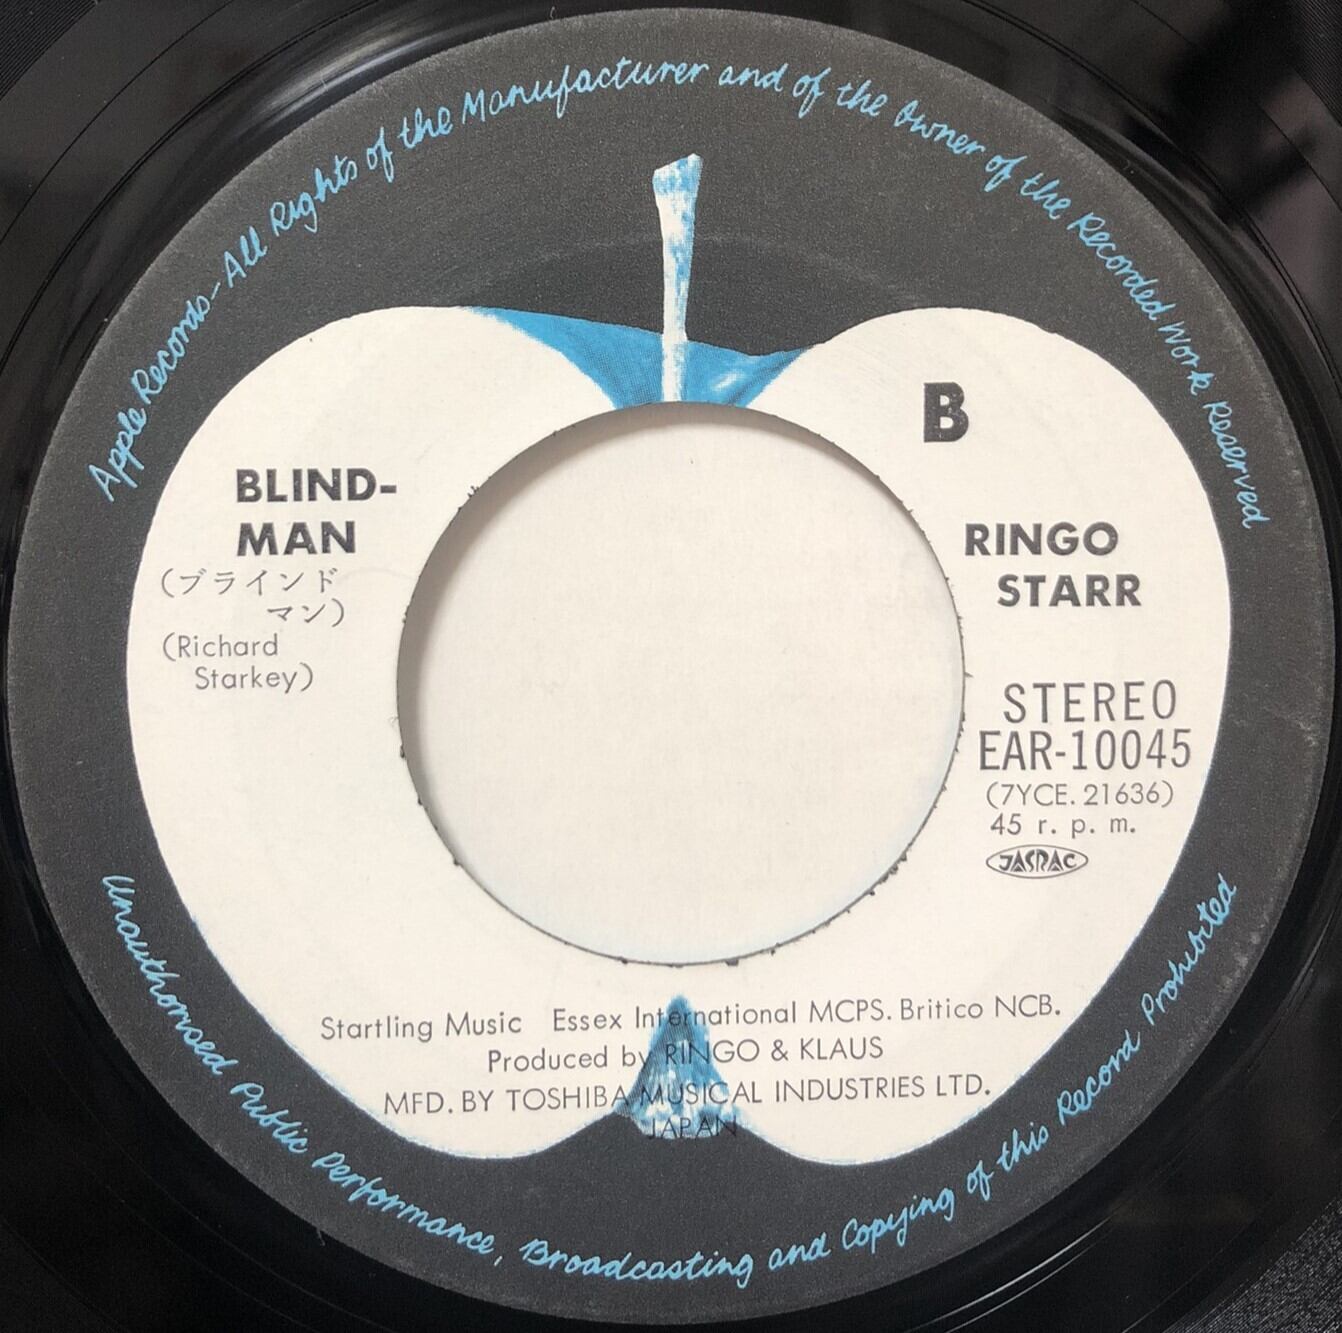 Apple Records-All Rights of the Manufacturer and of the Owner of the Recorded Work Reserved
B
BLIND-
MAN
(ブラインド
マン)
(Richard
Starkey)
RINGO
STARR
STEREO
EAR-10045
(7YCE. 21636)
45 r. p. m.
JASRAC
Startling Music Essex International MCPS. Britico NCB.
Produced by RINGO & KLAUS
MFD. BY TOSHIBA MUSICAL INDUSTRIES LTD.
JAPAN
Unauthorised Public Performance, Broadcasting and Copying of this Record Prohibited